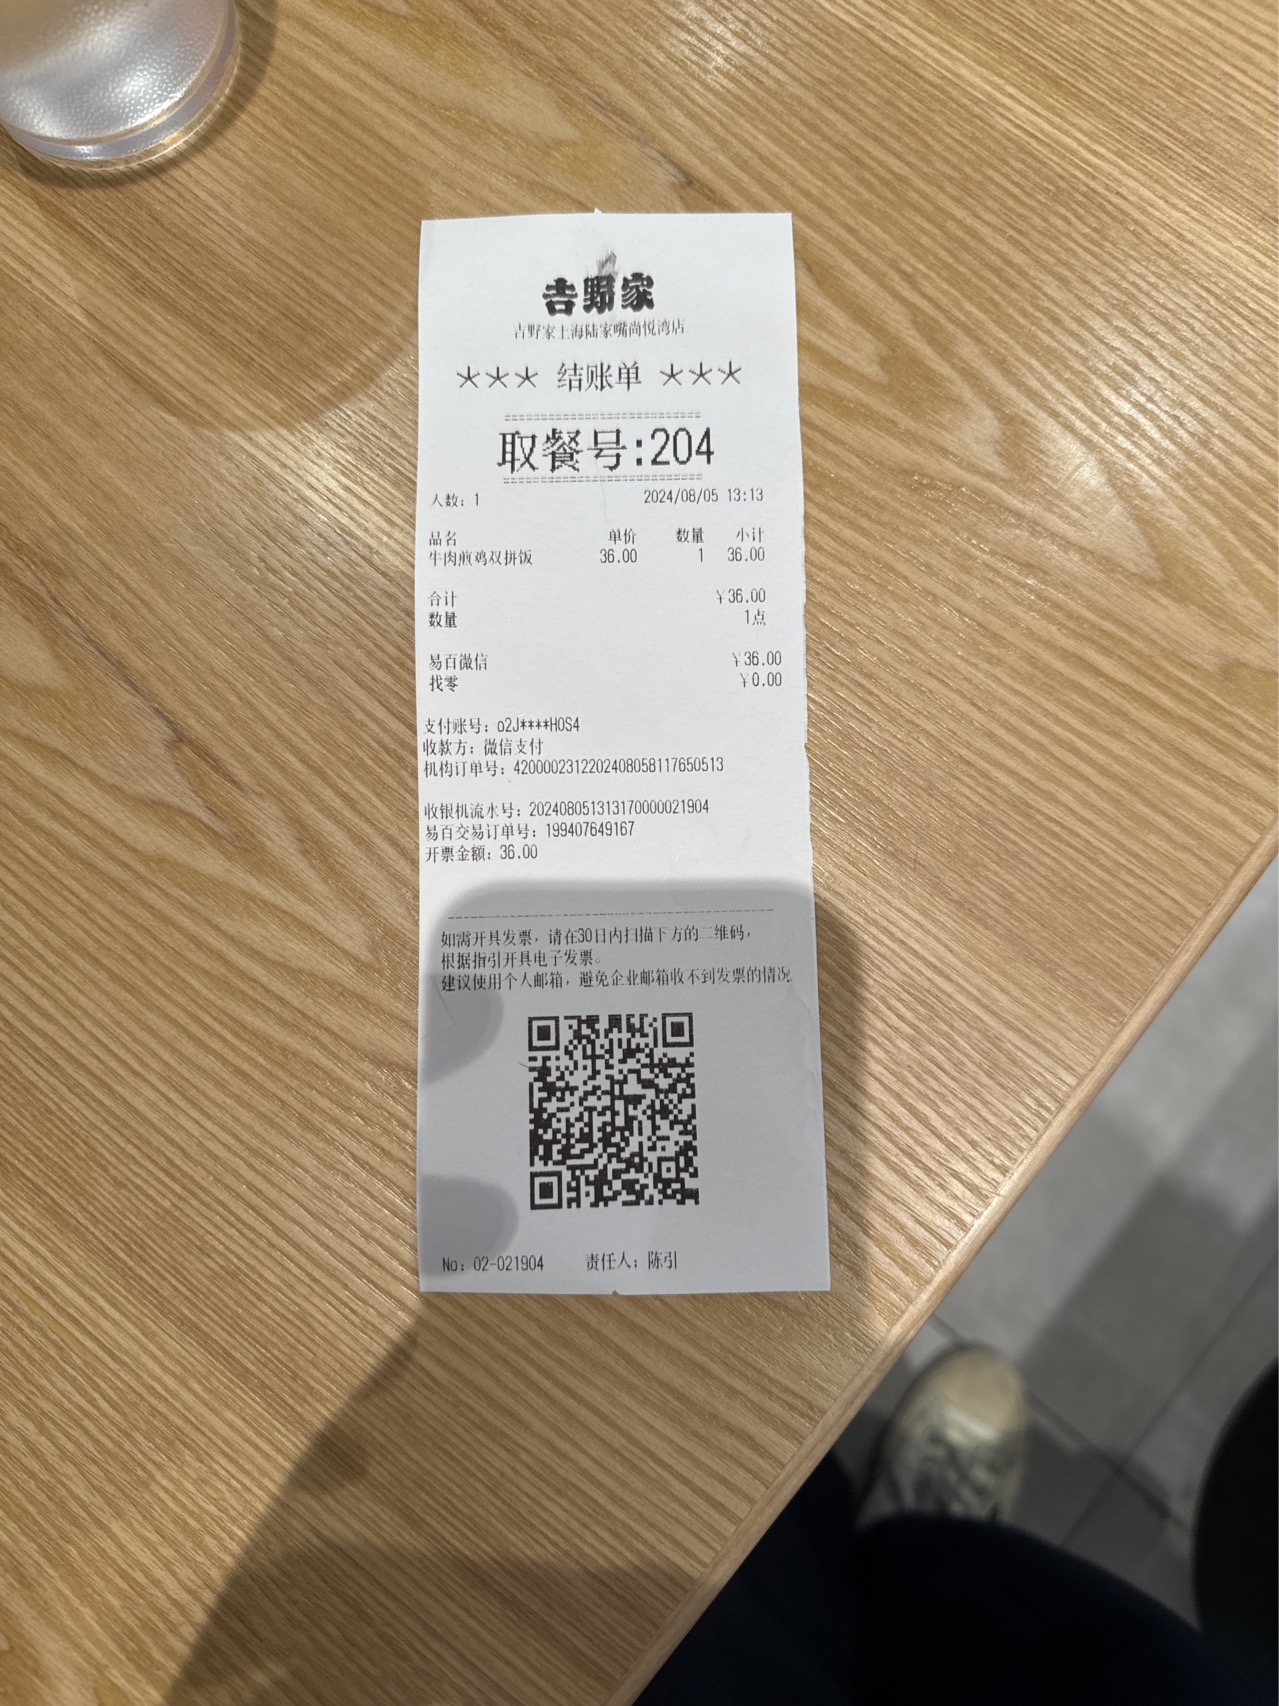 吉野家
吉野家上海陆家嘴尚悦湾店
*** 结账单 ***
取餐号:204
人数: 1 2024/08/05 13:13
品名 单价 数量 小计
牛肉煎鸡双拼饭 36.00 1 36.00
合计 ¥36.00
数量 1点
易百微信 ¥36.00
找零 ¥0.00
支付账号: o2J****H0S4
收款方: 微信支付
机构订单号: 4200002312202408058117650513
收银机流水号: 202408051313170000021904
易百交易订单号: 199407649167
开票金额: 36.00
如需开具发票, 请在30日内扫描下方的二维码,
根据指引开具电子发票。
建议使用个人邮箱, 避免企业邮箱收不到发票的情况
No: 02-021904 责任人: 陈引